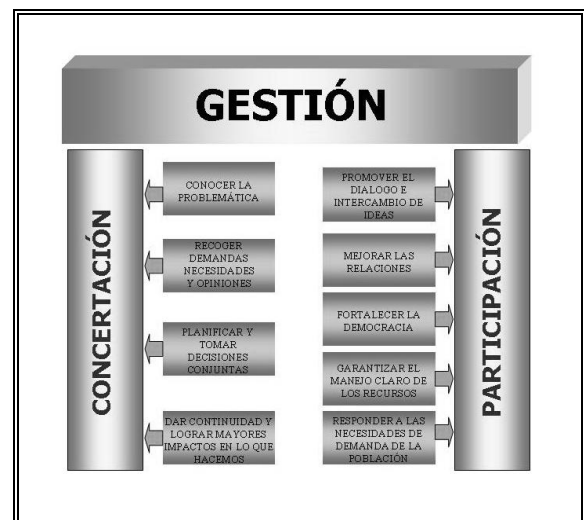 GESTIÓN
CONCERTACIÓN
CONOCER LA
PROBLEMÁTICA
RECOGER
DEMANDAS
NECESIDADES
Y OPINIONES
PLANIFICAR Y
TOMAR
DECISIONES
CONJUNTAS
DAR CONTINUIDAD Y
LOGRAR MAYORES
IMPACTOS EN LO QUE
HACEMOS
PROMOVER EL
DIALOGO E
INTERCAMBIO DE
IDEAS
MEJORAR LAS
RELACIONES
FORTALECER LA
DEMOCRACIA
GARANTIZAR EL
MANEJO CLARO DE
LOS RECURSOS
RESPONDER A LAS
NECESIDADES DE
DEMANDA DE LA
POBLACIÓN
PARTICIPACIÓN